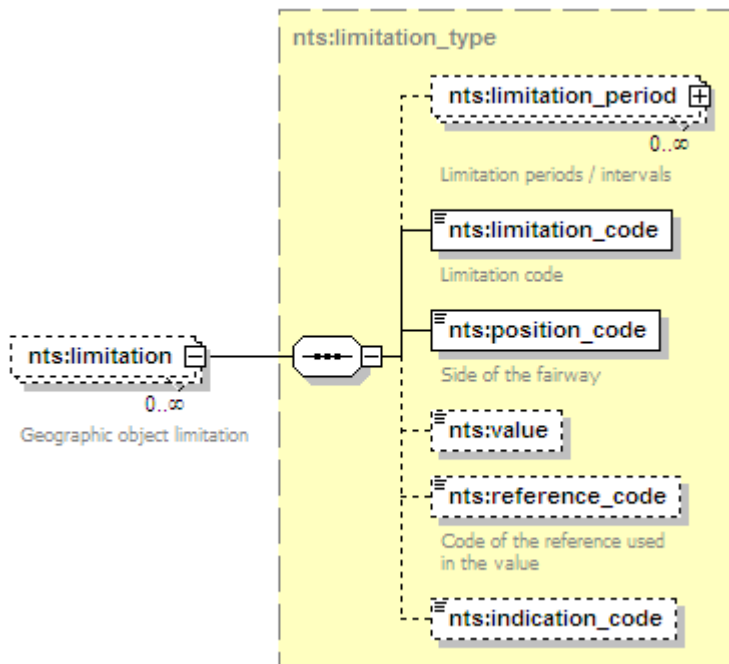 nts:limitation_type
nts:limitation_period
0..∞
Limitation periods / intervals
nts:limitation_code
Limitation code
nts:position_code
Side of the fairway
nts:limitation
0..∞
Geographic object limitation
nts:value
nts:reference_code
Code of the reference used
in the value
nts:indication_code